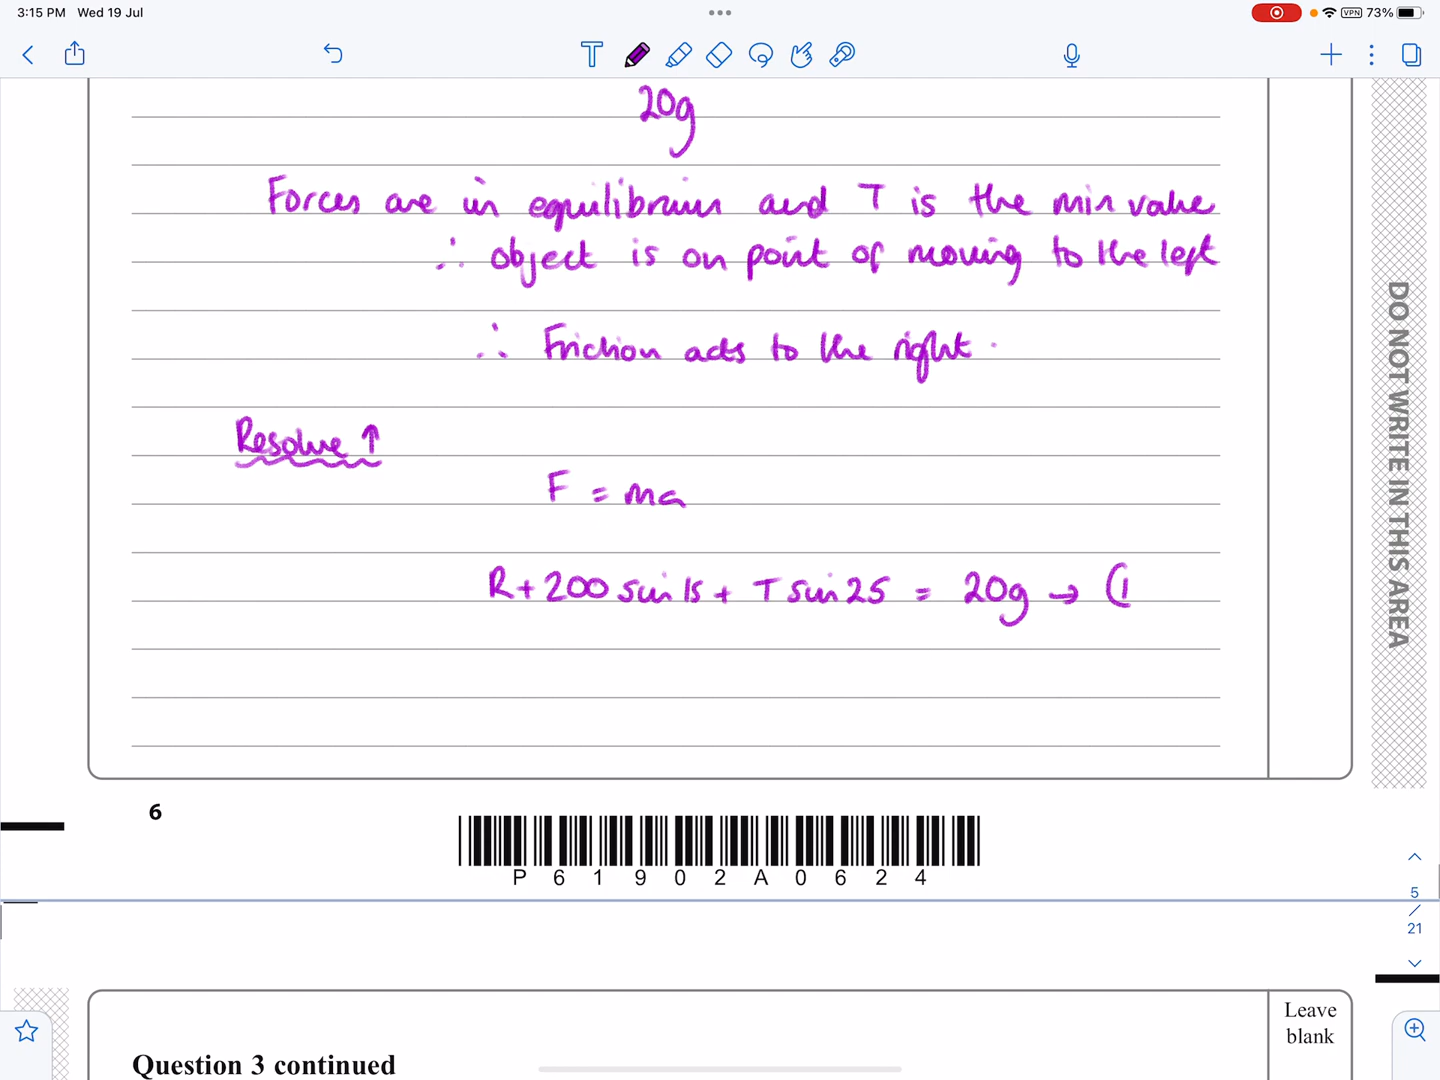 3:15 PM Wed 19 Jul
VPN 73%
T
20g
Forces are in equilibrium and T is the min value
∴ object is on point of moving to the left
∴ Friction acts to the right.
Resolve ↑
F = ma
R + 200 sin 15 + T sin 25 = 20g → (1
DO NOT WRITE IN THIS AREA
6
P 6 1 9 0 2 A 0 6 2 4
5
/
21
Leave
blank
Question 3 continued